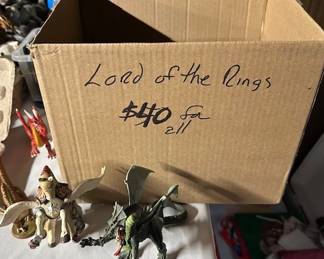 Lord of the Rings
$40 for
all